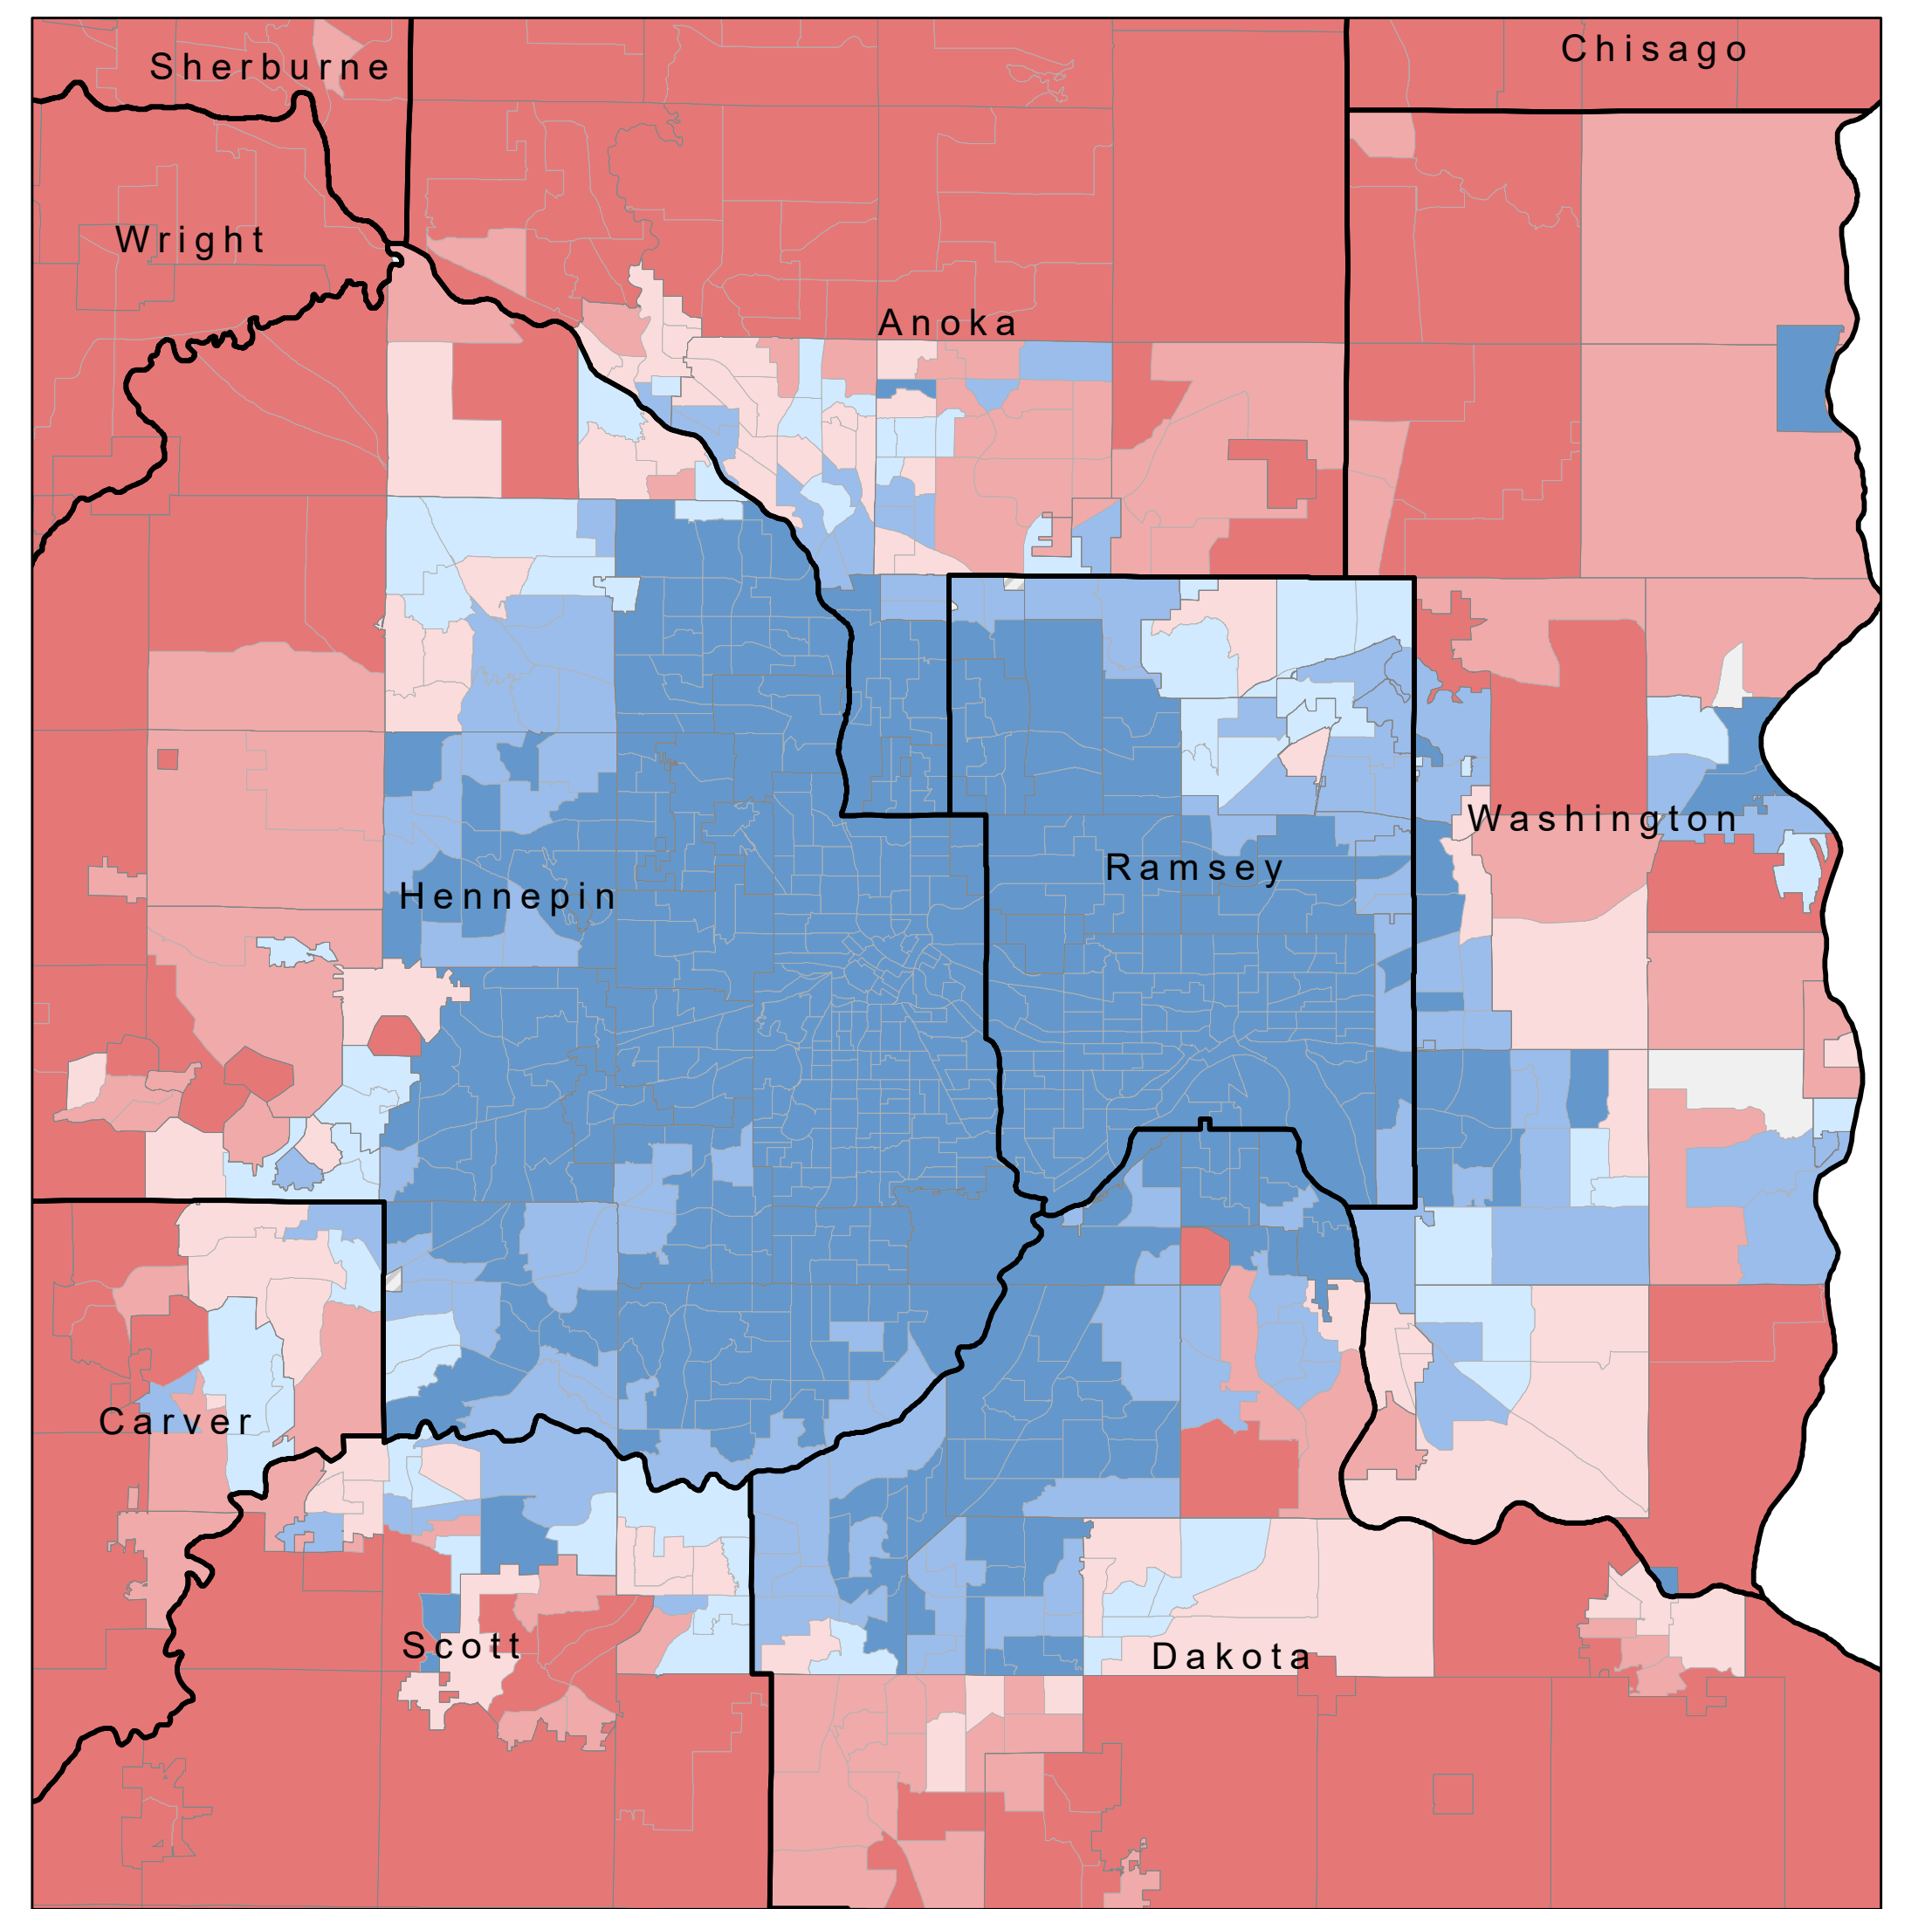 Sherburne
Chisago
Wright
Anoka
Washington
Ramsey
Hennepin
Carver
Scott
Dakota